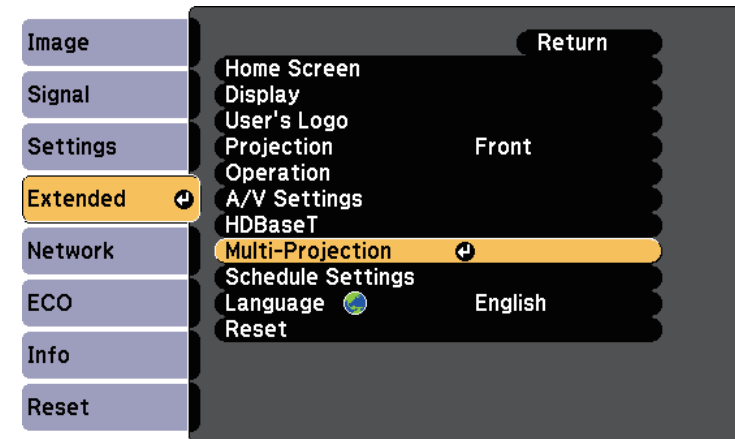 Image
Signal
Settings
Extended
Network
ECO
Info
Reset
Return
Home Screen
Display
User's Logo
Projection Front
Operation
A/V Settings
HDBaseT
Multi-Projection
Schedule Settings
Language English
Reset